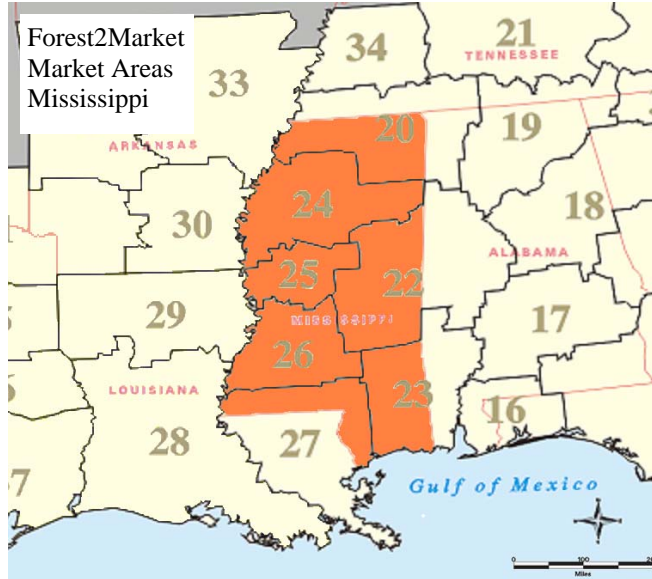 Forest2Market
Market Areas
Mississippi
34
21
TENNESSEE
33
20
19
ARKANSAS
24
30
18
ALABAMA
25
22
29
MISSISSIPPI
17
26
LOUISIANA
23
16
28
27
Gulf of Mexico
0 100
Miles